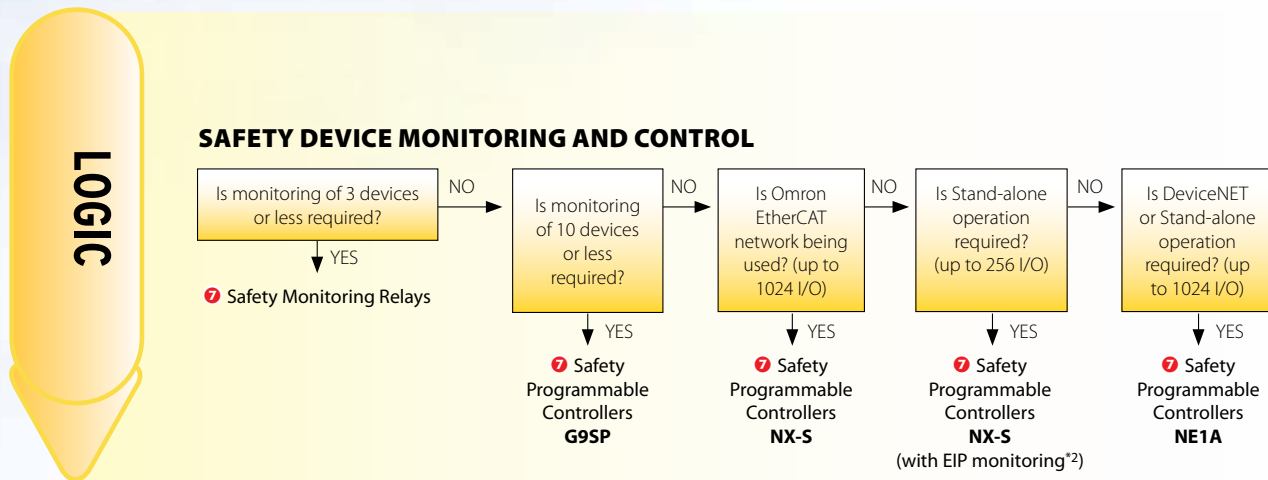 LOGIC
SAFETY DEVICE MONITORING AND CONTROL
Is monitoring of 3 devices
or less required?
NO
YES
7 Safety Monitoring Relays
Is monitoring
of 10 devices
or less
required?
NO
YES
7 Safety
Programmable
Controllers
G9SP
Is Omron
EtherCAT
network being
used? (up to
1024 I/O)
NO
YES
7 Safety
Programmable
Controllers
NX-S
Is Stand-alone
operation
required?
(up to 256 I/O)
NO
YES
7 Safety
Programmable
Controllers
NX-S
(with EIP monitoring*2)
Is DeviceNET
or Stand-alone
operation
required? (up
to 1024 I/O)
YES
7 Safety
Programmable
Controllers
NE1A